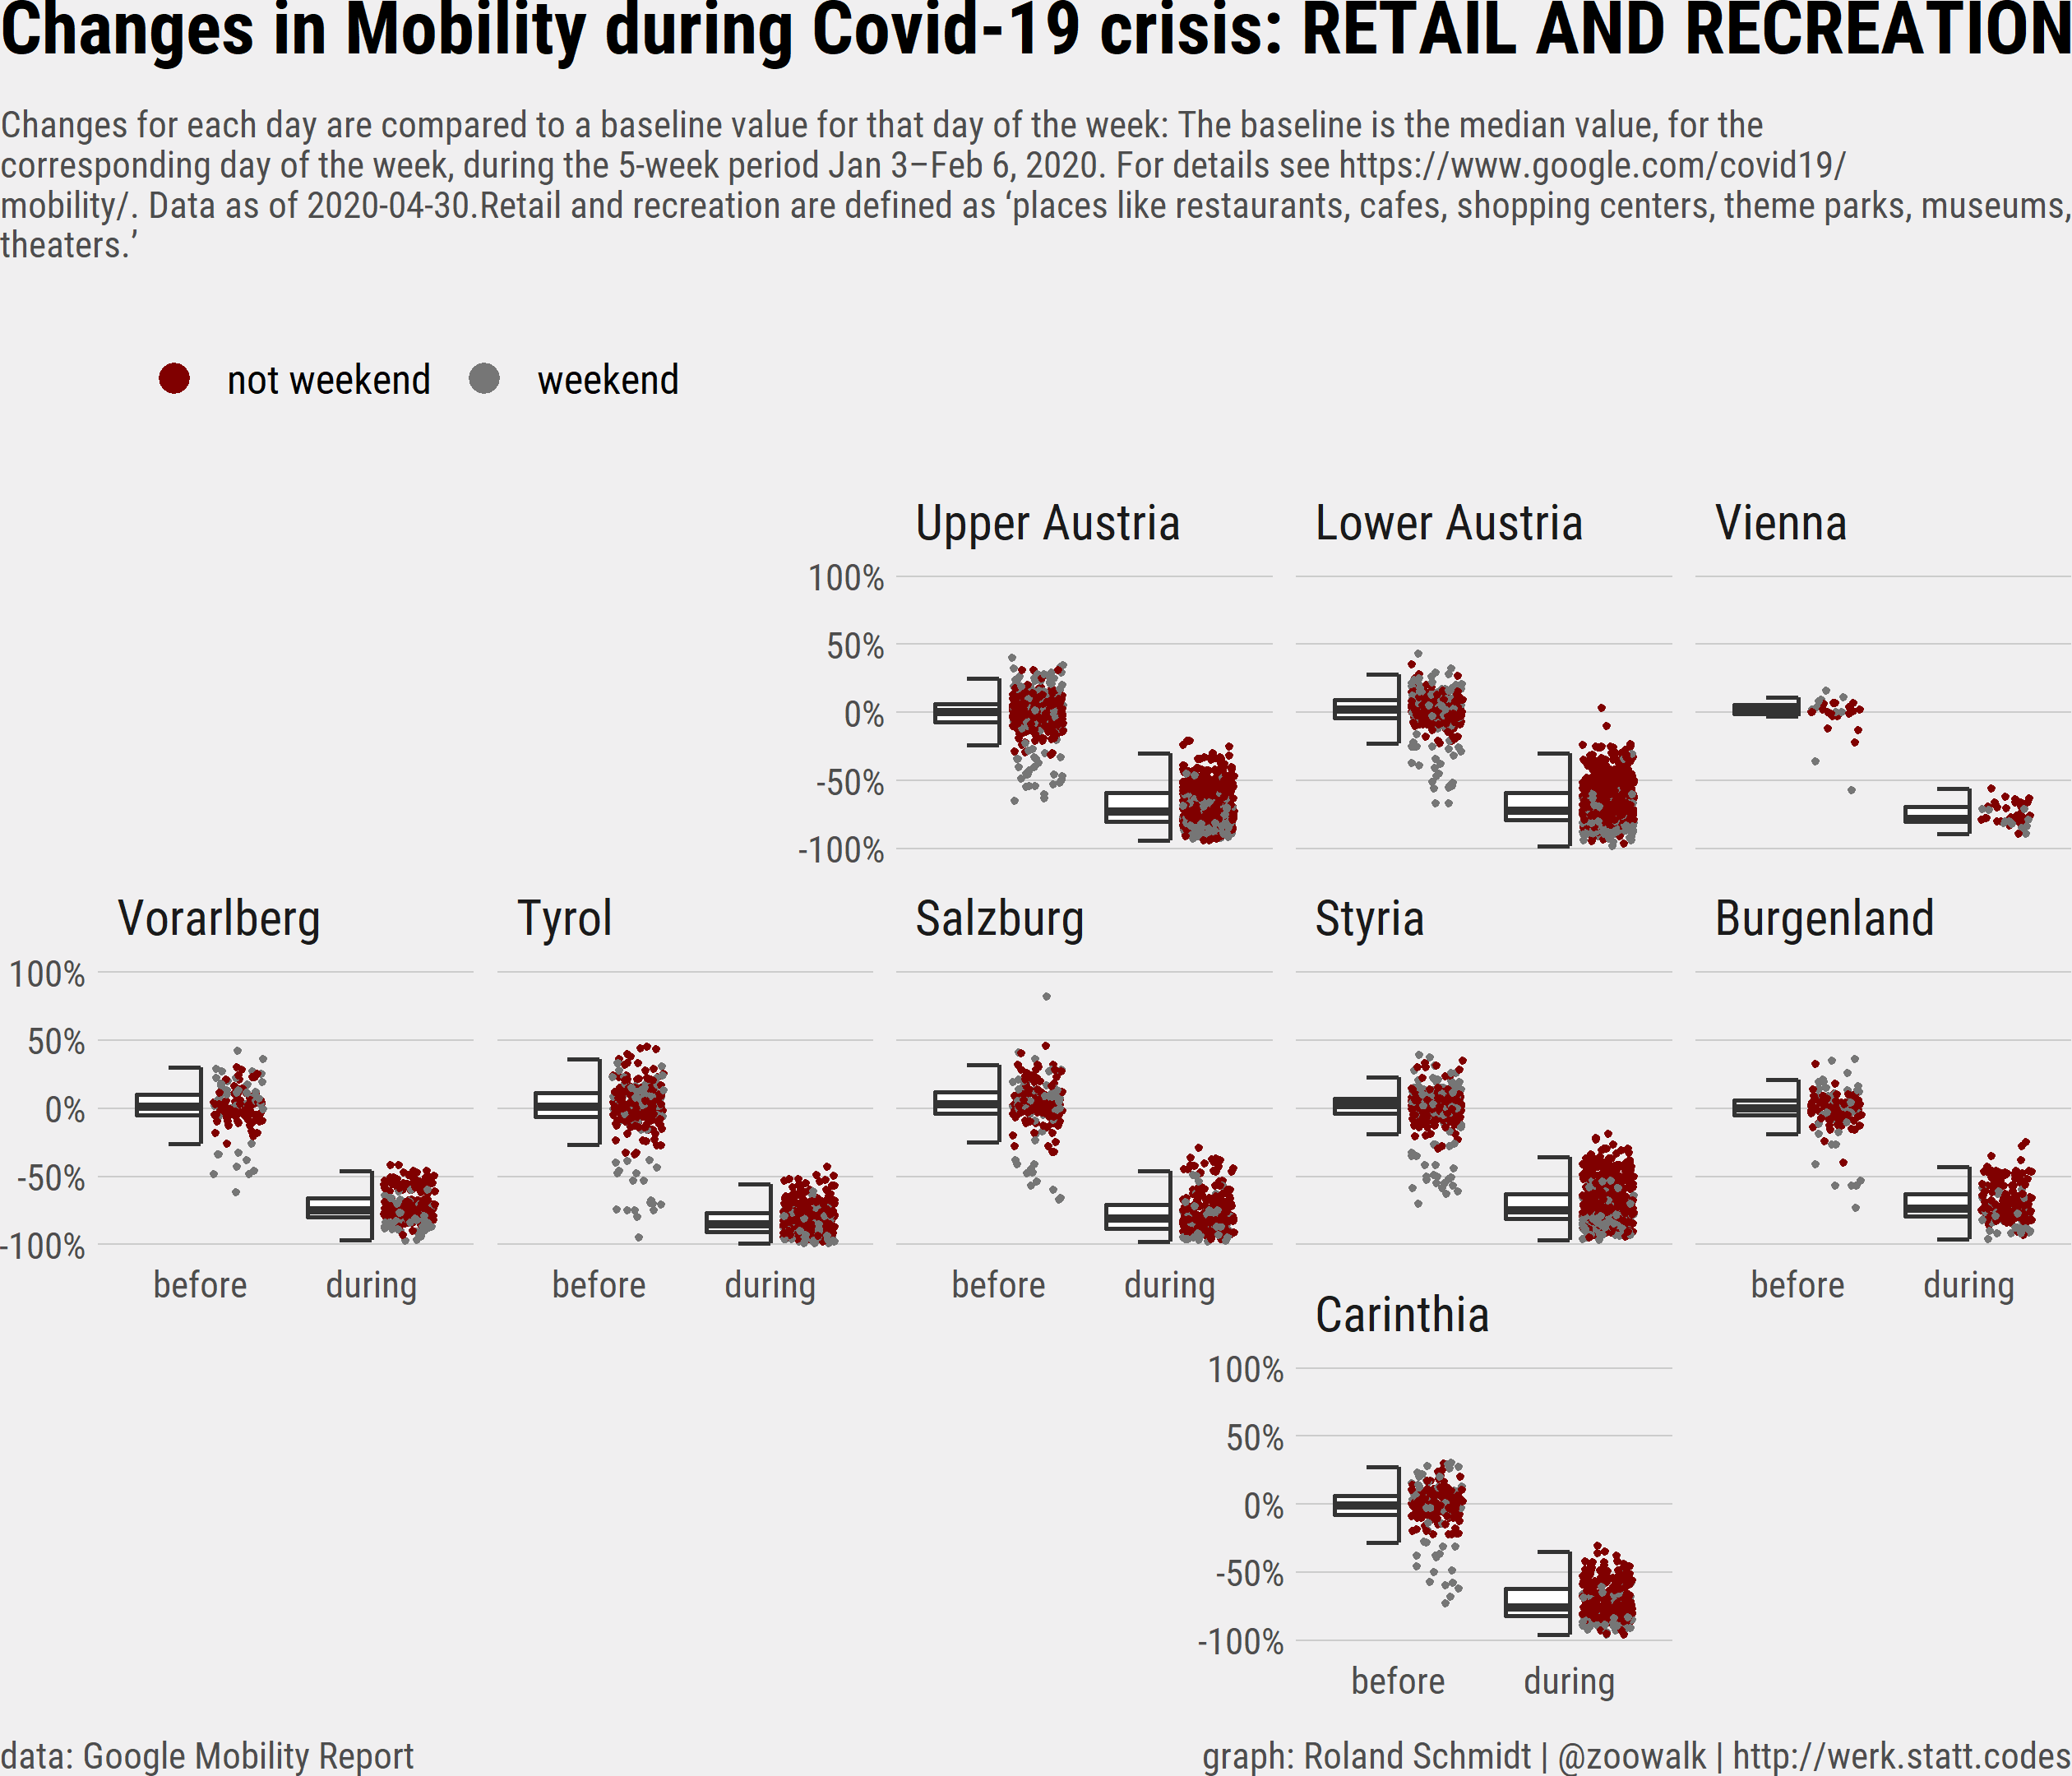 Changes in Mobility during Covid-19 crisis: RETAIL AND RECREATION
Changes for each day are compared to a baseline value for that day of the week: The baseline is the median value, for the
corresponding day of the week, during the 5-week period Jan 3–Feb 6, 2020. For details see https://www.google.com/covid19/
mobility/. Data as of 2020-04-30.Retail and recreation are defined as ‘places like restaurants, cafes, shopping centers, theme parks, museums,
theaters.’
not weekend weekend
Upper Austria Lower Austria Vienna
100%
50%
0%
-50%
-100%
Vorarlberg Tyrol Salzburg Styria Burgenland
100%
50%
0%
-50%
-100%
before during before during before during before during
Carinthia
100%
50%
0%
-50%
-100%
before during
data: Google Mobility Report graph: Roland Schmidt | @zoowalk | http://werk.statt.codes